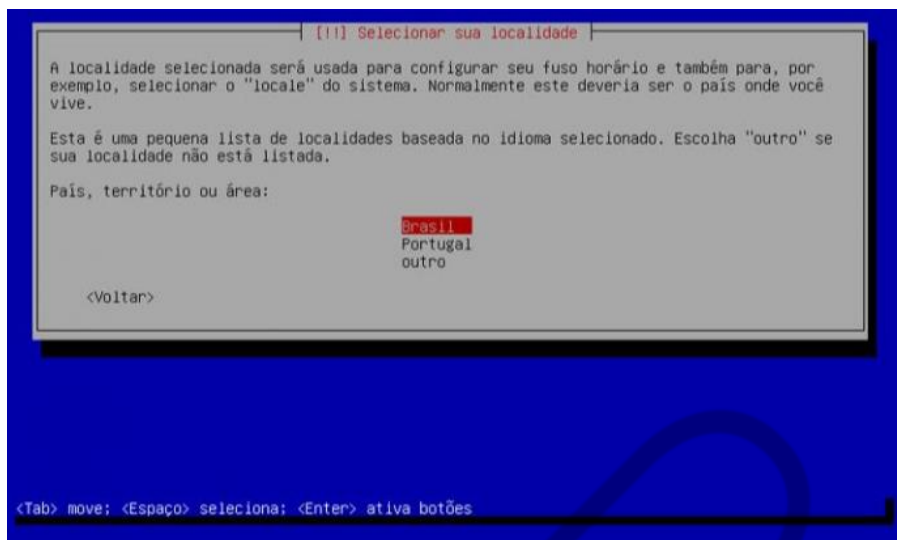 [!!] Selecionar sua localidade
A localidade selecionada será usada para configurar seu fuso horário e também para, por
exemplo, selecionar o "locale" do sistema. Normalmente este deveria ser o país onde você
vive.
Esta é uma pequena lista de localidades baseada no idioma selecionado. Escolha "outro" se
sua localidade não está listada.
País, território ou área:
Brasil
Portugal
outro
<Voltar>
<Tab> move; <Espaço> seleciona; <Enter> ativa botões